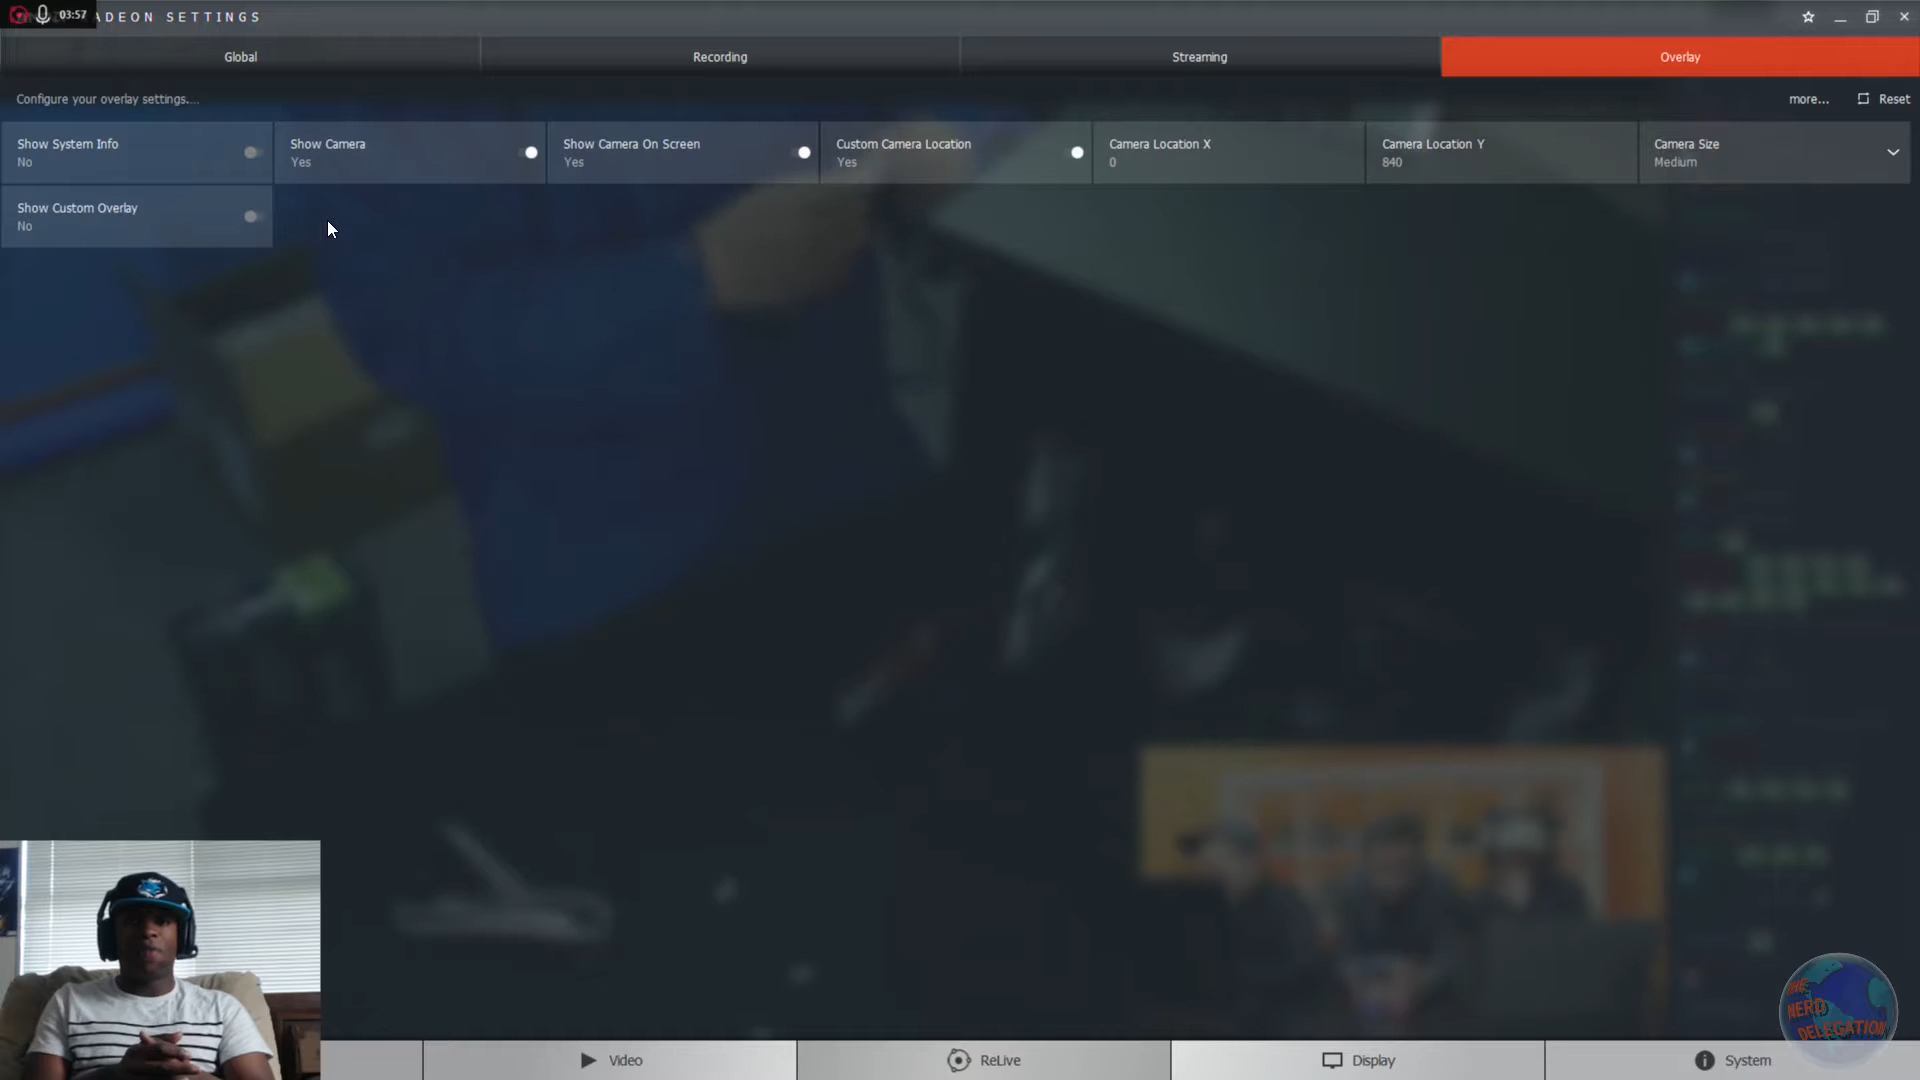 03:57
ADEON SETTINGS
Global
Recording
Streaming
Overlay
Configure your overlay settings....
more...
Reset
Show System Info
No
Show Camera
Yes
Show Camera On Screen
Yes
Custom Camera Location
Yes
Camera Location X
0
Camera Location Y
840
Camera Size
Medium
Show Custom Overlay
No
Video
ReLive
Display
System
THE
NERD
DELEGATION